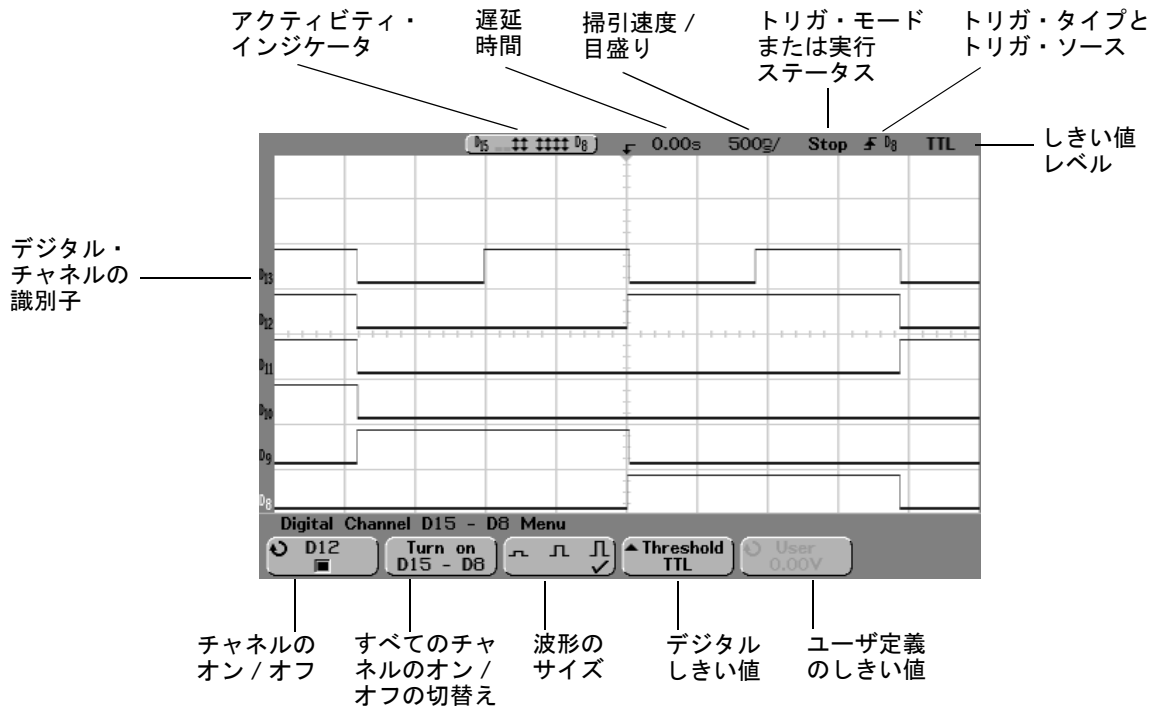 アクティビティ・
インジケータ
遅延
時間
掃引速度 /
目盛り
トリガ・モード
または実行
ステータス
トリガ・タイプと
トリガ・ソース
D15 D8 0.00s 500ns/ Stop D8 TTL
しきい値
レベル
デジタル・
チャネルの
識別子
D13
D12
D11
D10
D9
D8
Digital Channel D15 - D8 Menu
D12
Turn on
D15 - D8
Threshold
TTL
User
0.00V
チャネルの
オン / オフ
すべてのチャ
ネルのオン /
オフの切替え
波形の
サイズ
デジタル
しきい値
ユーザ定義
のしきい値